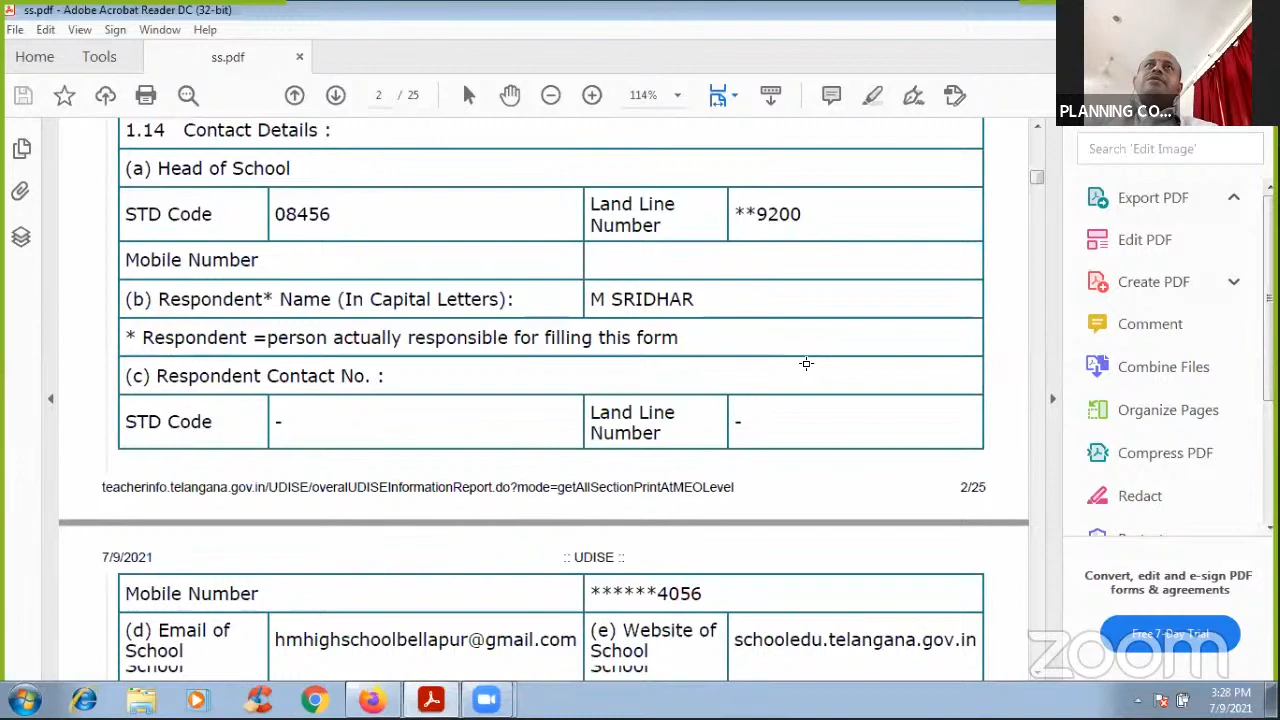 ss.pdf - Adobe Acrobat Reader DC (32-bit)
File Edit View Sign Window Help
Home Tools ss.pdf ×
2 / 25 114%
PLANNING CO...
Search 'Edit Image'
1.14 Contact Details :
(a) Head of School
STD Code 08456 Land Line Number **9200
Mobile Number
(b) Respondent* Name (In Capital Letters): M SRIDHAR
* Respondent =person actually responsible for filling this form
(c) Respondent Contact No. :
STD Code - Land Line Number -
teacherinfo.telangana.gov.in/UDISE/overalUDISEInformationReport.do?mode=getAllSectionPrintAtMEOLevel 2/25
7/9/2021 :: UDISE ::
Mobile Number ******4056
(d) Email of School hmhighschoolbellapur@gmail.com (e) Website of School schooledu.telangana.gov.in
Export PDF
Edit PDF
Create PDF
Comment
Combine Files
Organize Pages
Compress PDF
Redact
Convert, edit and e-sign PDF
forms & agreements
Free 7-Day Trial
zoom
3:28 PM
7/9/2021